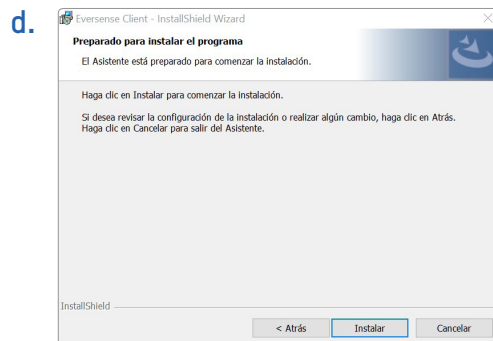 d.
Eversense Client - InstallShield Wizard
Preparado para instalar el programa
El Asistente está preparado para comenzar la instalación.
Haga clic en Instalar para comenzar la instalación.
Si desea revisar la configuración de la instalación o realizar algún cambio, haga clic en Atrás.
Haga clic en Cancelar para salir del Asistente.
InstallShield
< Atrás Instalar Cancelar